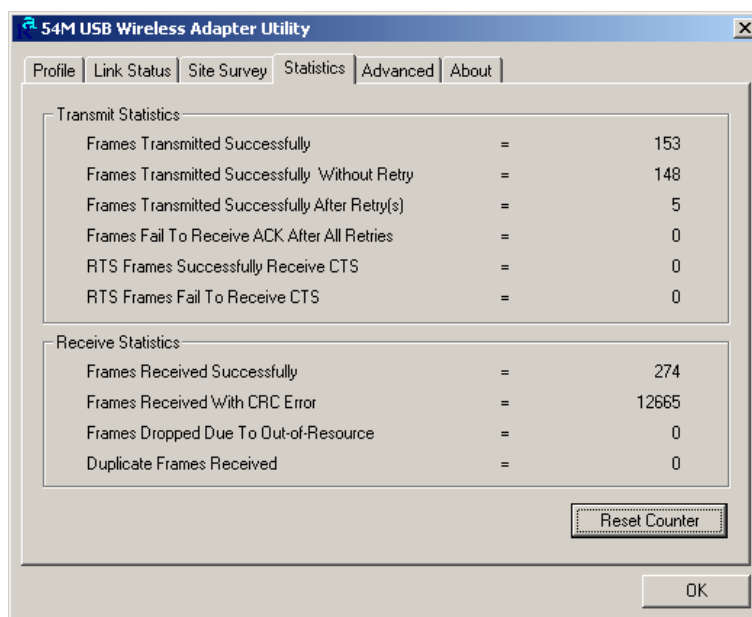 54M USB Wireless Adapter Utility
Profile Link Status Site Survey Statistics Advanced About
Transmit Statistics
Frames Transmitted Successfully = 153
Frames Transmitted Successfully Without Retry = 148
Frames Transmitted Successfully After Retry(s) = 5
Frames Fail To Receive ACK After All Retries = 0
RTS Frames Successfully Receive CTS = 0
RTS Frames Fail To Receive CTS = 0
Receive Statistics
Frames Received Successfully = 274
Frames Received With CRC Error = 12665
Frames Dropped Due To Out-of-Resource = 0
Duplicate Frames Received = 0
Reset Counter
OK